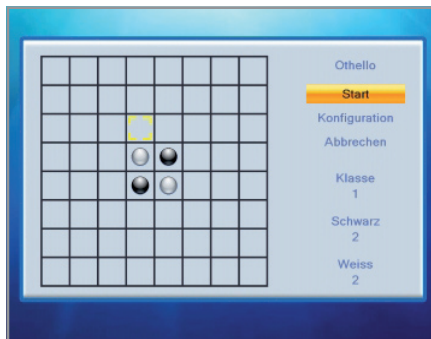 Othello
Start
Konfiguration
Abbrechen
Klasse
1
Schwarz
2
Weiss
2